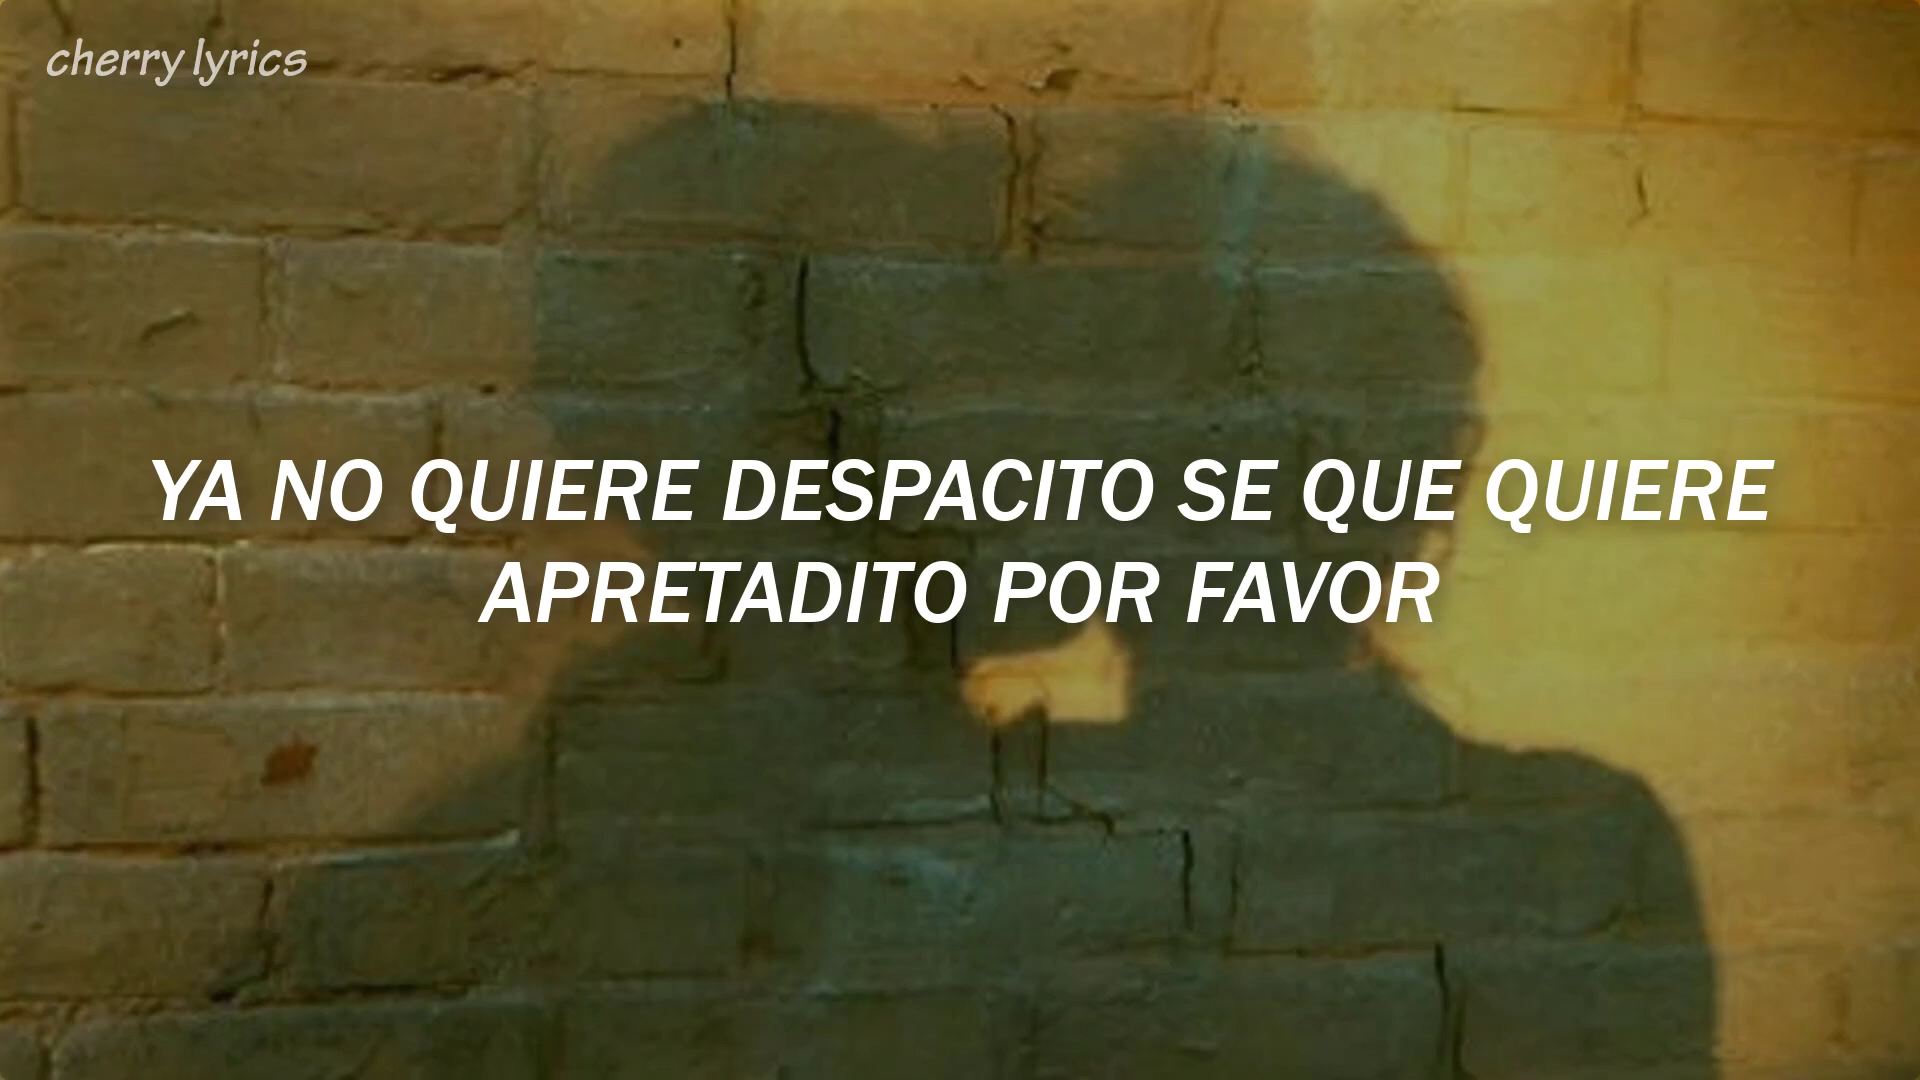 cherry lyrics
YA NO QUIERE DESPACITO SE QUE QUIERE
APRETADITO POR FAVOR